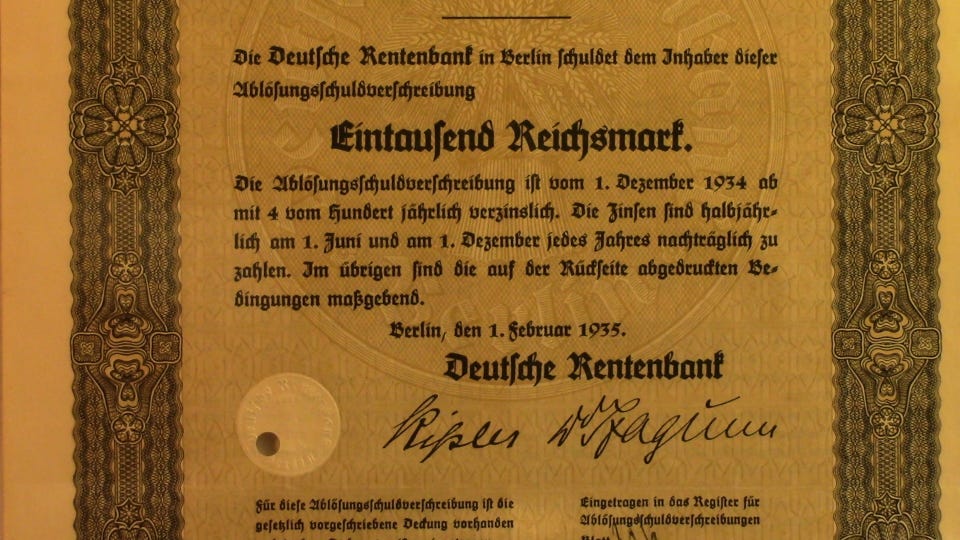 Die Deutsche Rentenbank in Berlin schuldet dem Inhaber dieser
Ablösungsschuldverschreibung
Eintausend Reichsmark.
Die Ablösungsschuldverschreibung ist vom 1. Dezember 1934 ab
mit 4 vom Hundert jährlich verzinslich. Die Zinsen sind halbjähr-
lich am 1. Juni und am 1. Dezember jedes Jahres nachträglich zu
zahlen. Im übrigen sind die auf der Rückseite abgedruckten Be-
dingungen maßgebend.
Berlin, den 1. Februar 1935.
Deutsche Rentenbank
Für diese Ablösungsschuldverschreibung ist die
gesetzlich vorgeschriebene Deckung vorhanden
Eingetragen in das Register für
Ablösungsschuldverschreibungen
Blatt